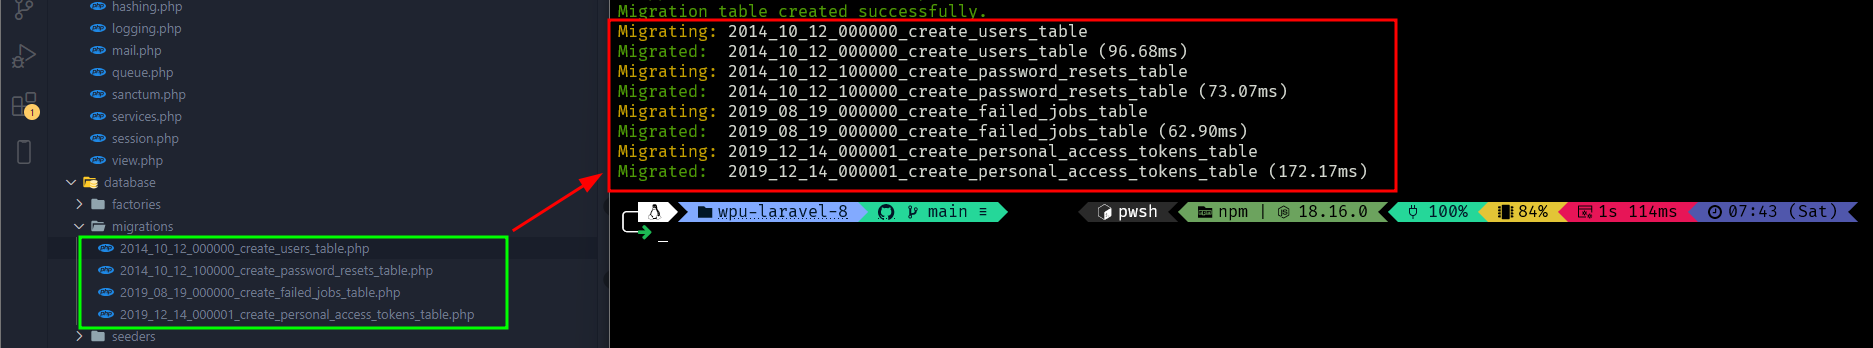 hashing.php
logging.php
mail.php
queue.php
sanctum.php
services.php
session.php
view.php
database
factories
migrations
2014_10_12_000000_create_users_table.php
2014_10_12_100000_create_password_resets_table.php
2019_08_19_000000_create_failed_jobs_table.php
2019_12_14_000001_create_personal_access_tokens_table.php
seeders
1
Migration table created successfully.
Migrating: 2014_10_12_000000_create_users_table
Migrated:  2014_10_12_000000_create_users_table (96.68ms)
Migrating: 2014_10_12_100000_create_password_resets_table
Migrated:  2014_10_12_100000_create_password_resets_table (73.07ms)
Migrating: 2019_08_19_000000_create_failed_jobs_table
Migrated:  2019_08_19_000000_create_failed_jobs_table (62.90ms)
Migrating: 2019_12_14_000001_create_personal_access_tokens_table
Migrated:  2019_12_14_000001_create_personal_access_tokens_table (172.17ms)
wpu-laravel-8 main ≡ pwsh npm | 18.16.0 100% 84% 1s 114ms 07:43 (Sat)